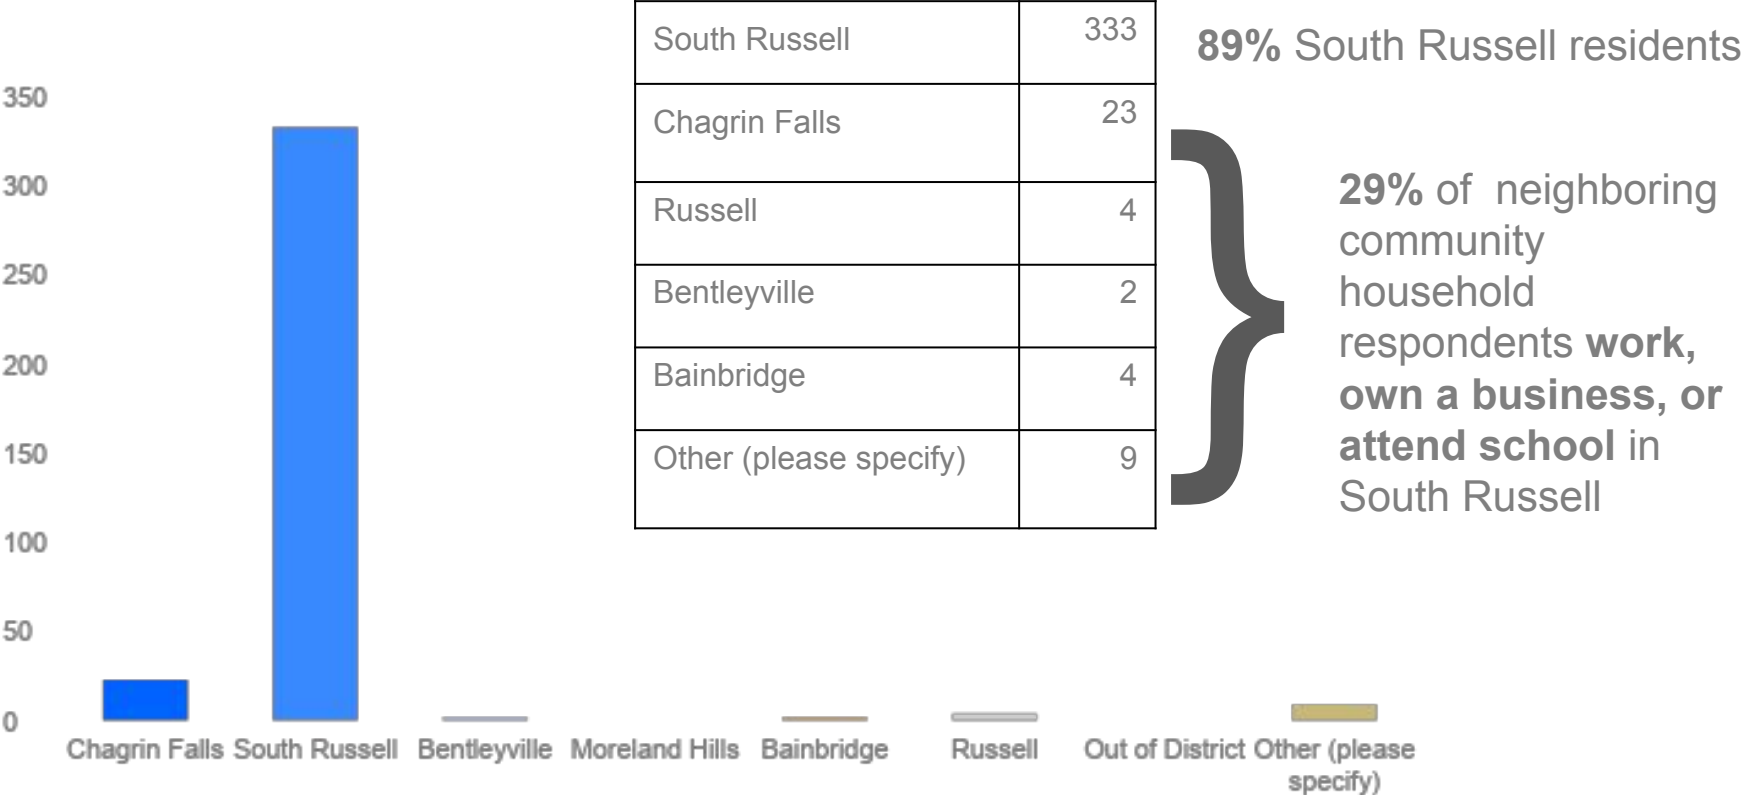 South Russell 333
Chagrin Falls 23
Russell 4
Bentleyville 2
Bainbridge 4
Other (please specify) 9
89% South Russell residents
29% of neighboring
community
household
respondents work,
own a business, or
attend school in
South Russell
350
300
250
200
150
100
50
0
Chagrin Falls South Russell Bentleyville Moreland Hills Bainbridge Russell Out of District Other (please
specify)